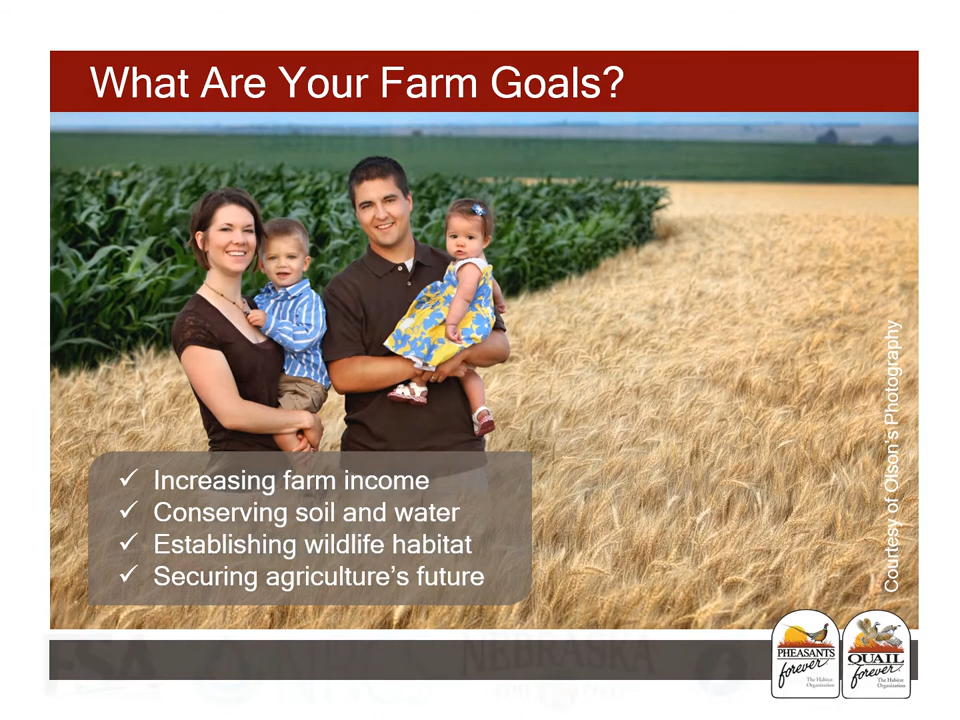 What Are Your Farm Goals?
✓ Increasing farm income
✓ Conserving soil and water
✓ Establishing wildlife habitat
✓ Securing agriculture's future
Courtesy of Olson's Photography
NEBRASKA
PHEASANTS
forever
The Habitat
Organization
QUAIL
forever
The Habitat
Organization